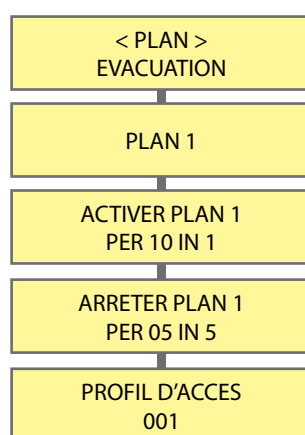 < PLAN >
EVACUATION
PLAN 1
ACTIVER PLAN 1
PER 10 IN 1
ARRETER PLAN 1
PER 05 IN 5
PROFIL D'ACCES
001